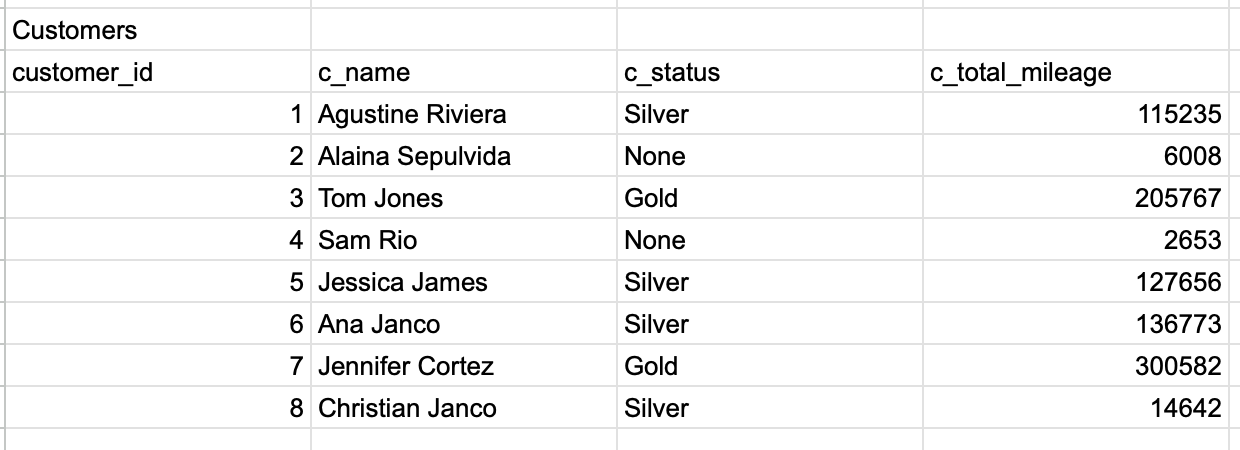 Customers
customer_id c_name c_status c_total_mileage
1 Agustine Riviera Silver 115235
2 Alaina Sepulvida None 6008
3 Tom Jones Gold 205767
4 Sam Rio None 2653
5 Jessica James Silver 127656
6 Ana Janco Silver 136773
7 Jennifer Cortez Gold 300582
8 Christian Janco Silver 14642